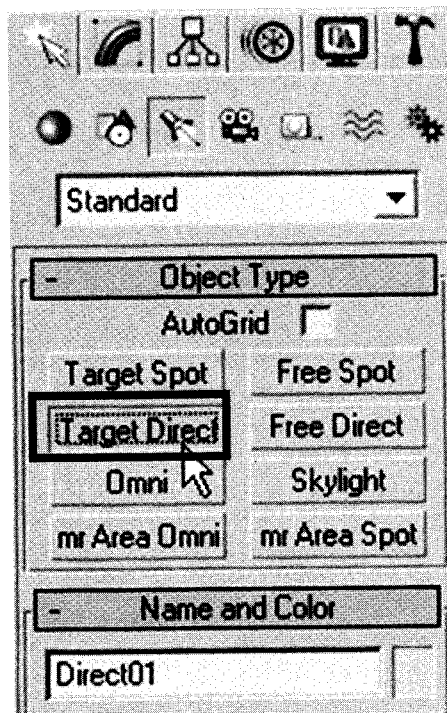 Standard
- Object Type
AutoGrid
Target Spot Free Spot
Target Direct Free Direct
Omni Skylight
mr Area Omni mr Area Spot
- Name and Color
Direct01